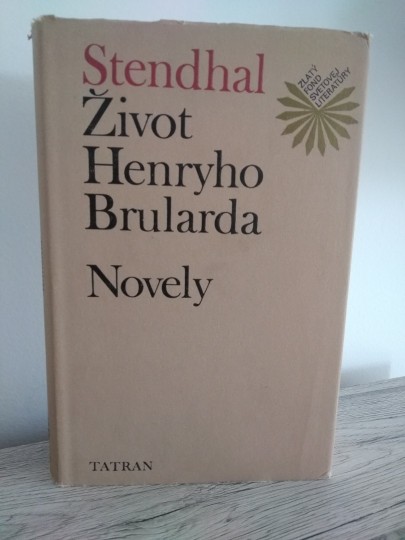 Stendhal
Život
Henryho
Brularda
Novely
ZLATÝ
FOND
SVETOVEJ
LITERATÚRY
TATRAN